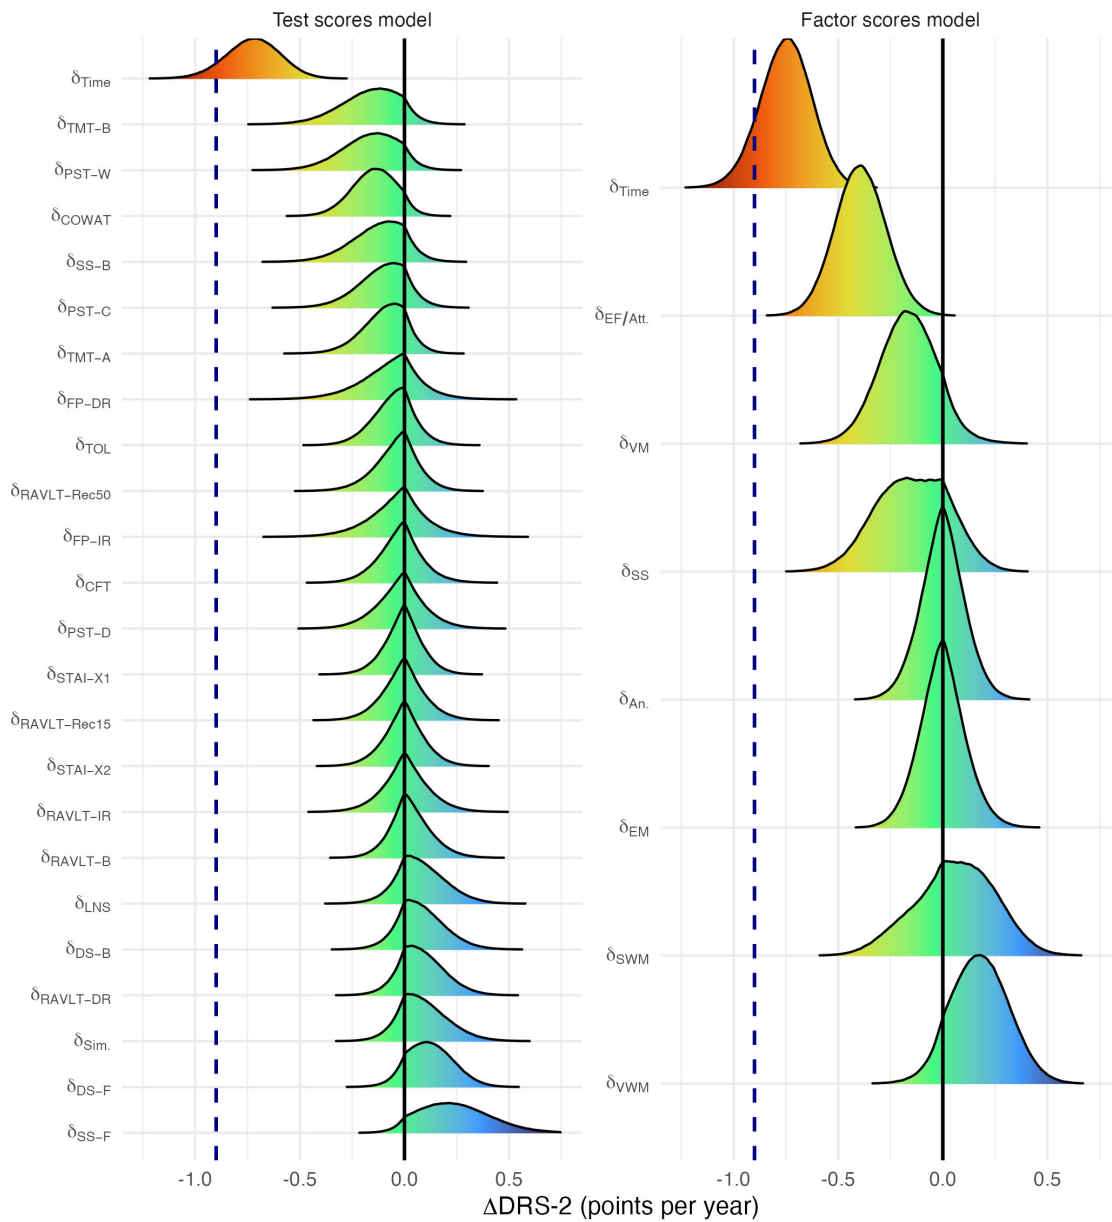 Test scores model
δTime
δTMT−B
δPST−W
δCOWAT
δSS−B
δPST−C
δTMT−A
δFP−DR
δTOL
δRAVLT−Rec50
δFP−IR
δCFT
δPST−D
δSTAI−X1
δRAVLT−Rec15
δSTAI−X2
δRAVLT−IR
δRAVLT−B
δLNS
δDS−B
δRAVLT−DR
δSim.
δDS−F
δSS−F
-1.0 -0.5 0.0 0.5
Factor scores model
δTime
δEF/Att.
δVM
δSS
δAn.
δEM
δSWM
δVWM
-1.0 -0.5 0.0 0.5
ΔDRS-2 (points per year)